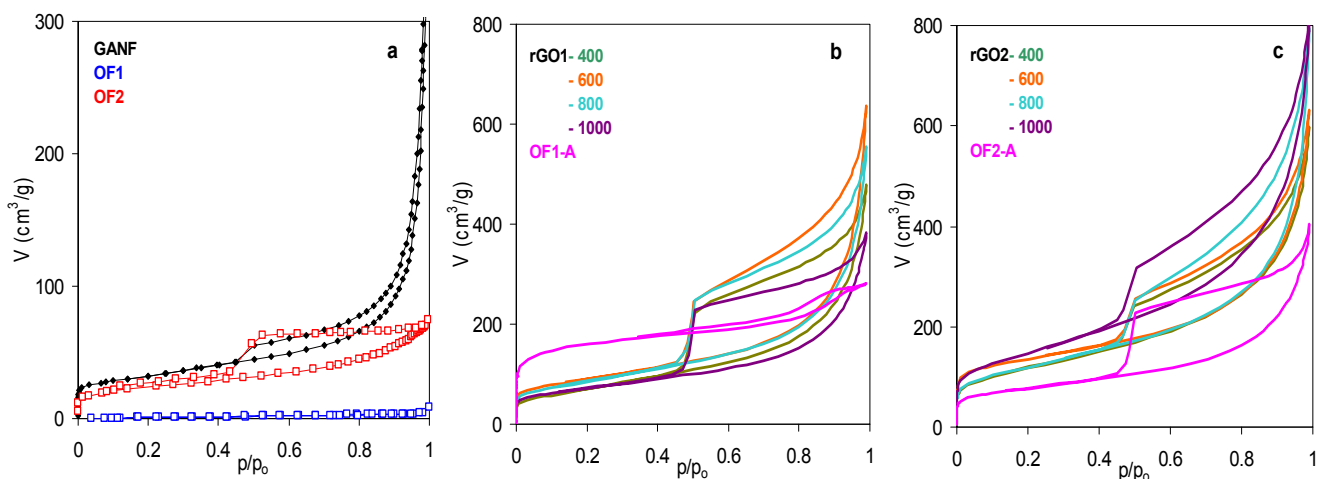 a
GANF
OF1
OF2
V (cm³/g)
300
200
100
0
0 0.2 0.4 0.6 0.8 1
p/pₒ
b
rGO1 - 400
- 600
- 800
- 1000
OF1-A
V (cm³/g)
800
600
400
200
0
0 0.2 0.4 0.6 0.8 1
p/pₒ
c
rGO2 - 400
- 600
- 800
- 1000
OF2-A
V (cm³/g)
800
600
400
200
0
0 0.2 0.4 0.6 0.8 1
p/pₒ